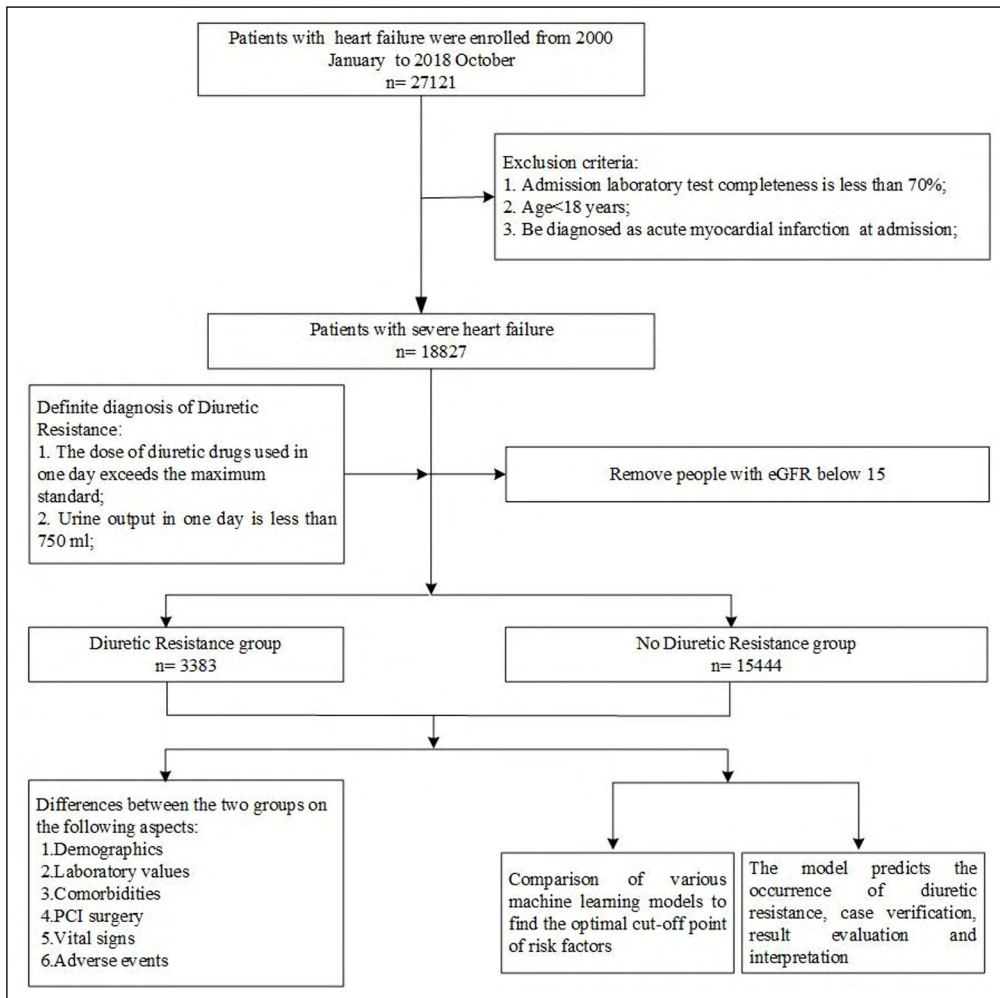 Patients with heart failure were enrolled from 2000
January to 2018 October
n= 27121
Exclusion criteria:
1. Admission laboratory test completeness is less than 70%;
2. Age<18 years;
3. Be diagnosed as acute myocardial infarction at admission;
Patients with severe heart failure
n= 18827
Definite diagnosis of Diuretic
Resistance:
1. The dose of diuretic drugs used in
one day exceeds the maximum
standard;
2. Urine output in one day is less than
750 ml;
Remove people with eGFR below 15
Diuretic Resistance group
n= 3383
No Diuretic Resistance group
n= 15444
Differences between the two groups on
the following aspects:
1.Demographics
2.Laboratory values
3.Comorbidities
4.PCI surgery
5.Vital signs
6.Adverse events
Comparison of various
machine learning models to
find the optimal cut-off point
of risk factors
The model predicts the
occurrence of diuretic
resistance, case verification,
result evaluation and
interpretation